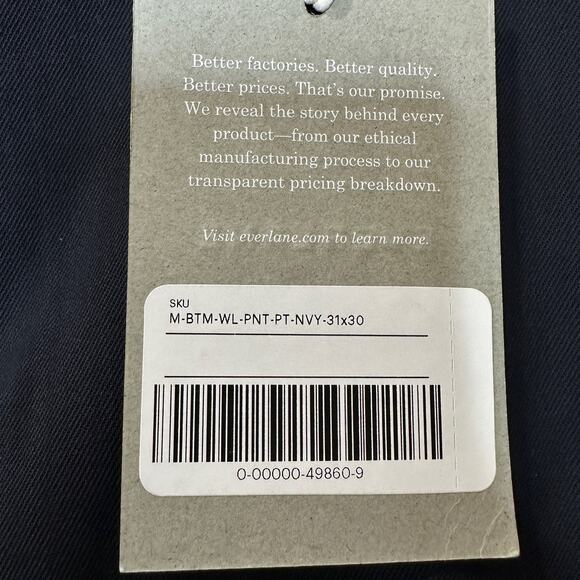 Better factories. Better quality.
Better prices. That's our promise.
We reveal the story behind every
product—from our ethical
manufacturing process to our
transparent pricing breakdown.
Visit everlane.com to learn more.
SKU
M-BTM-WL-PNT-PT-NVY-31x30
0-00000-49860-9